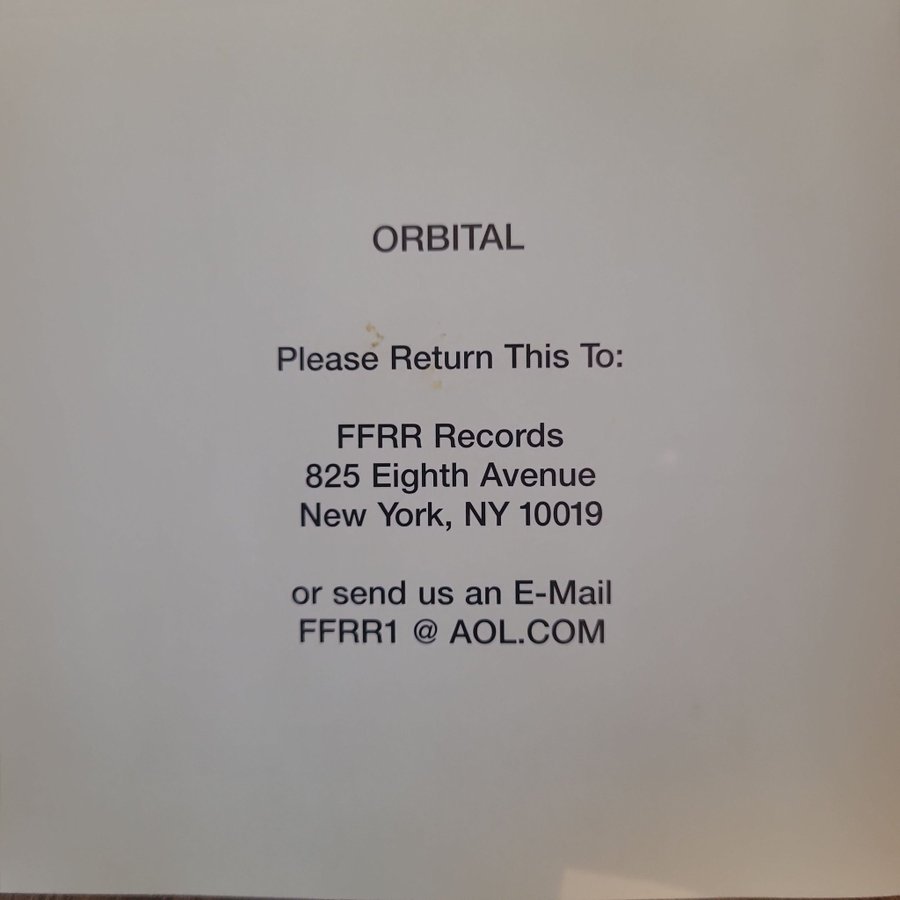 ORBITAL
Please Return This To:
FFRR Records
825 Eighth Avenue
New York, NY 10019
or send us an E-Mail
FFRR1 @ AOL.COM